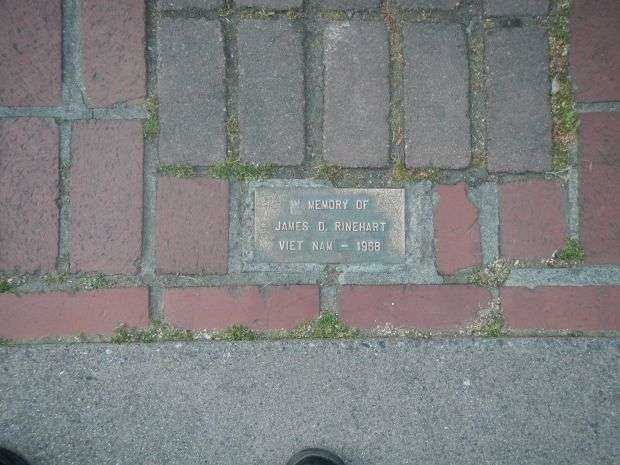 IN MEMORY OF
JAMES D. RINEHART
VIET NAM – 1968